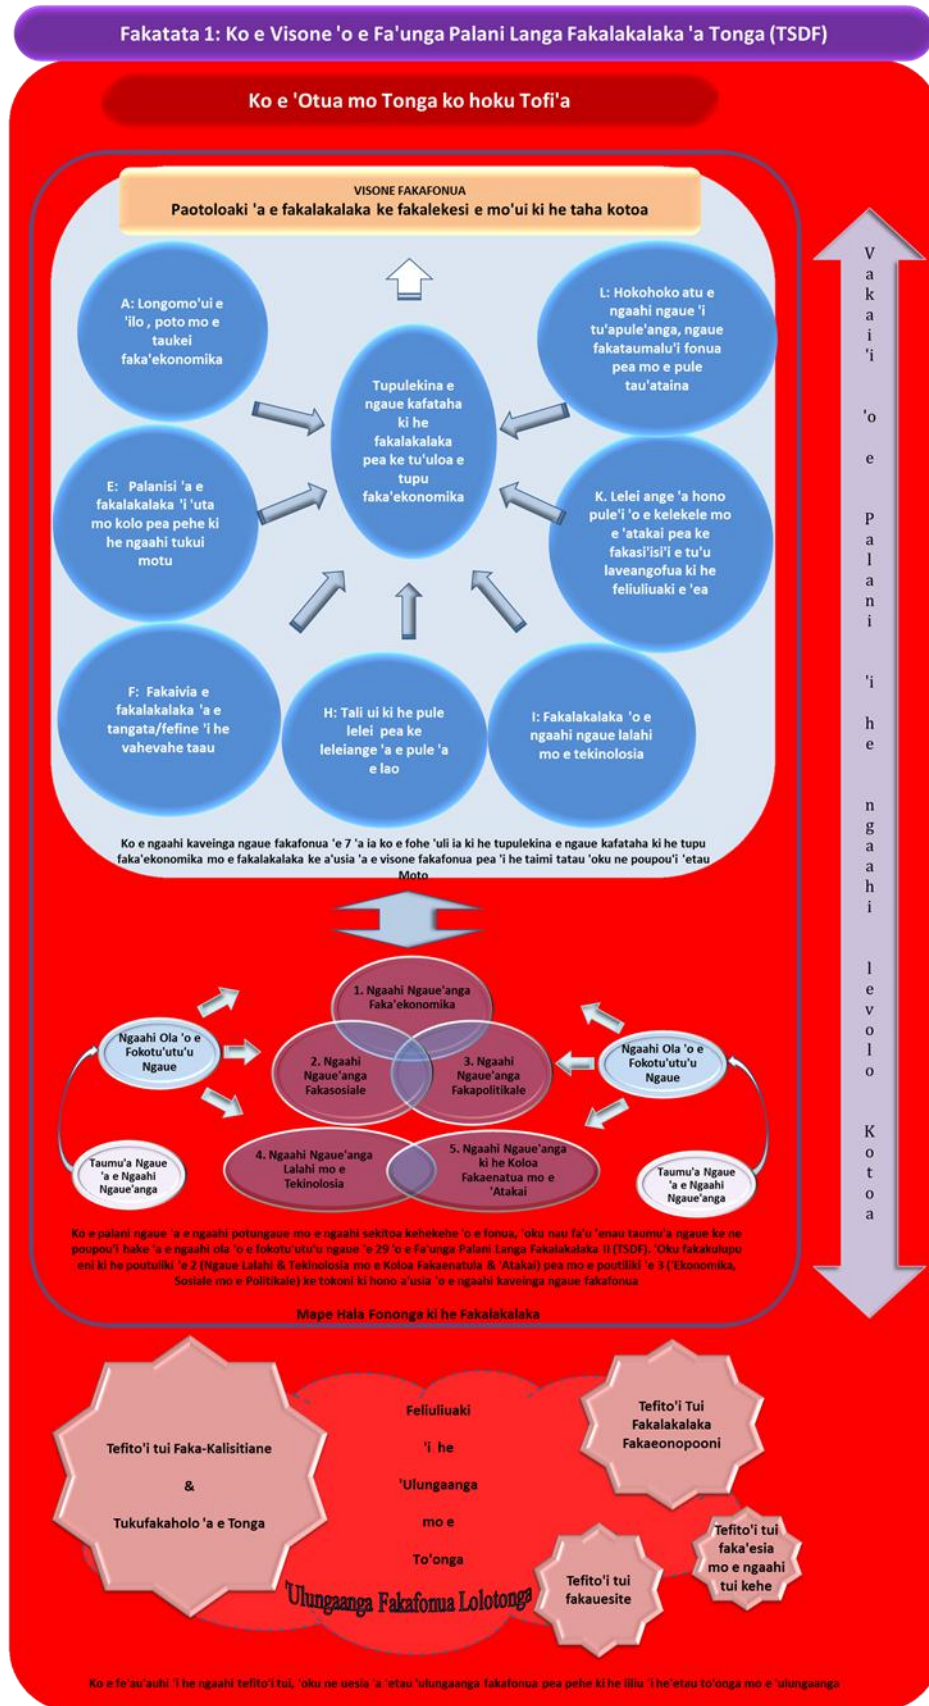 Fakatata 1: Ko e Visone 'o e Fa'unga Palani Langa Fakalakalaka 'a Tonga (TSDF)
Ko e 'Otua mo Tonga ko hoku Tofi'a
VISONE FAKAFONUA
Paotoloaki 'a e fakalakalaka ke fakalekesi e mo'ui ki he taha kotoa
A: Longomo'ui e
'ilo , poto mo e
taukei
faka'ekonomika
L: Hokohoko atu e
ngaahi ngaue 'i
tu'apule'anga, ngaue
fakataumalu'i fonua
pea mo e pule
tau'ataina
Tupulekina e
ngaue kafataha
ki he
fakalakalaka
pea ke tu'uloa e
tupu
faka'ekonomika
E: Palanisi 'a e
fakalakalaka 'i 'uta
mo kolo pea pehe ki
he ngaahi tukui
motu
K. Lelei ange 'a hono
pule'i 'o e kelekele mo
e 'atakai pea ke
fakasi'isi'i e tu'u
laveangofua ki he
feliuliuaki e 'ea
F: Fakaivia e
fakalakalaka 'a e
tangata/fefine 'i he
vahevahe taau
H: Tali ui ki he pule
lelei pea ke
leleiange 'a e pule 'a
e lao
I: Fakalakalaka 'o e
ngaahi ngaue lalahi
mo e tekinolosia
Ko e ngaahi kaveinga ngaue fakafonua 'e 7 'a ia ko e fohe 'uli ia ki he tupulekina e ngaue kafataha ki he tupu
faka'ekonomika mo e fakalakalaka ke a'usia 'a e visone fakafonua pea 'i he taimi tatau 'oku ne poupou'i 'etau
Moto
Vakai'i 'o e Palani 'i he ngaahi levolo Kotoa
1. Ngaahi Ngaue'anga
Faka'ekonomika
2. Ngaahi
Ngaue'anga
Fakasosiale
3. Ngaahi
Ngaue'anga
Fakapolitikale
4. Ngaahi Ngaue'anga
Lalahi mo e
Tekinolosia
5. Ngaahi Ngaue'anga
ki he Koloa
Fakaenatua mo e
'Atakai
Ngaahi Ola 'o e
Fokotu'utu'u
Ngaue
Ngaahi Ola 'o e
Fokotu'utu'u
Ngaue
Taumu'a Ngaue
'a e Ngaahi
Ngaue'anga
Taumu'a Ngaue
'a e Ngaahi
Ngaue'anga
Ko e palani ngaue 'a e ngaahi potungaue mo e ngaahi sekitoa kehekehe 'o e fonua, 'oku nau fa'u 'enau taumu'a ngaue ke ne
poupou'i hake 'a e ngaahi ola 'o e fokotu'utu'u ngaue 'e 29 'o e Fa'unga Palani Langa Fakalakalaka II (TSDF). 'Oku fakakulupu
eni ki he poutuliki 'e 2 (Ngaue Lalahi & Tekinolosia mo e Koloa Fakaenatula & 'Atakai) pea mo e poutiliki 'e 3 ('Ekonomika,
Sosiale mo e Politikale) ke tokoni ki hono a'usia 'o e ngaahi kaveinga ngaue fakafonua
Mape Hala Fononga ki he Fakalakalaka
Tefito'i tui Faka-Kalisitiane
&
Tukufakaholo 'a e Tonga
Feliuliuaki
'i he
'Ulungaanga
mo e
To'onga
'Ulungaanga Fakafonua Lolotonga
Tefito'i Tui
Fakalakalaka
Fakaeonopooni
Tefito'i tui
faka'esia
mo e ngaahi
tui kehe
Tefito'i tui
fakauesite
Ko e fe'au'auhi 'i he ngaahi tefito'i tui, 'oku ne uesia 'a 'etau 'ulungaanga fakafonua pea pehe ki he liliu 'i he'etau to'onga mo e 'ulungaanga